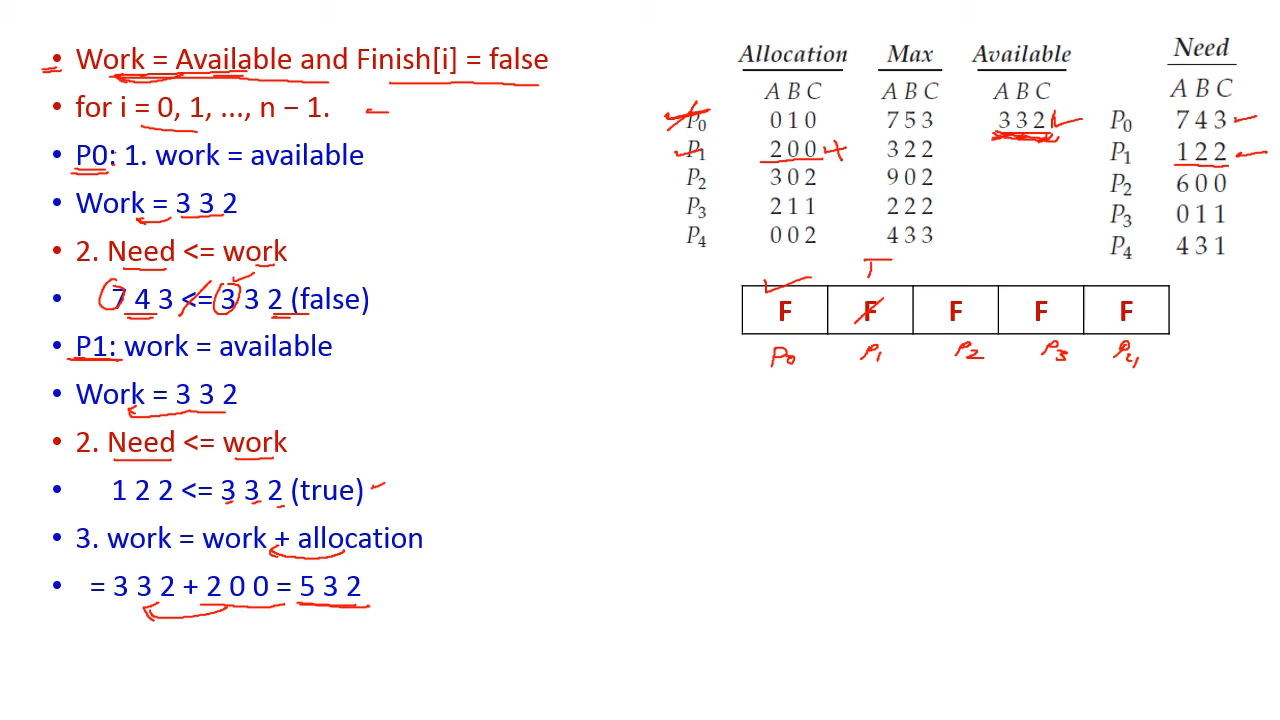 • Work = Available and Finish[i] = false
• for i = 0, 1, ..., n − 1.
• P0: 1. work = available
• Work = 3 3 2
• 2. Need <= work
• 7 4 3 <= 3 3 2 (false)
• P1: work = available
• Work = 3 3 2
• 2. Need <= work
• 1 2 2 <= 3 3 2 (true)
• 3. work = work + allocation
• = 3 3 2 + 2 0 0 = 5 3 2
Allocation Max Available Need
A B C A B C A B C A B C
P0 0 1 0 7 5 3 3 3 2 P0 7 4 3
P1 2 0 0 + 3 2 2 P1 1 2 2
P2 3 0 2 9 0 2 P2 6 0 0
P3 2 1 1 2 2 2 P3 0 1 1
P4 0 0 2 4 3 3 P4 4 3 1
T
F F F F F
P0 P1 P2 P3 P4